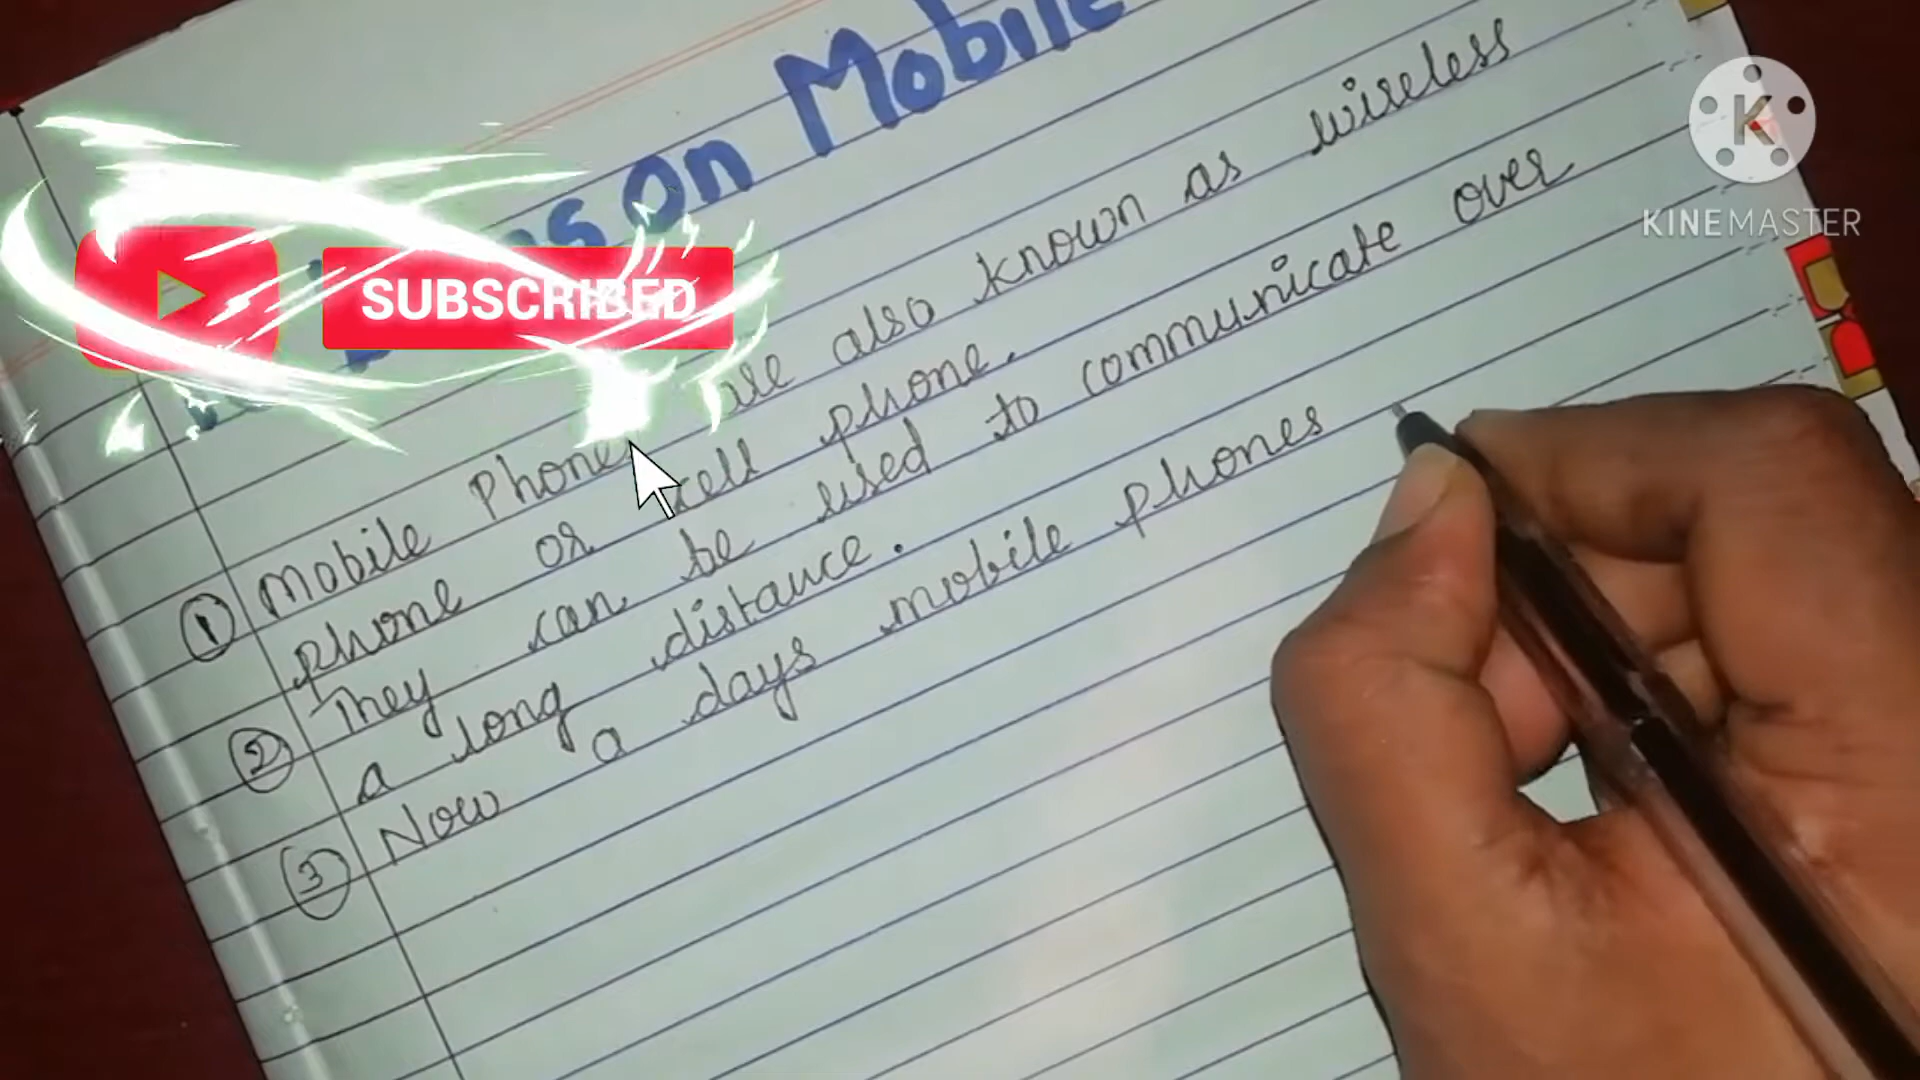 on Mobile
SUBSCRIBED
KINEMASTER
① Mobile Phones are also known as wireless
phone or cell phone.
② They can be used to communicate over
a long distance.
③ Now a days mobile phones